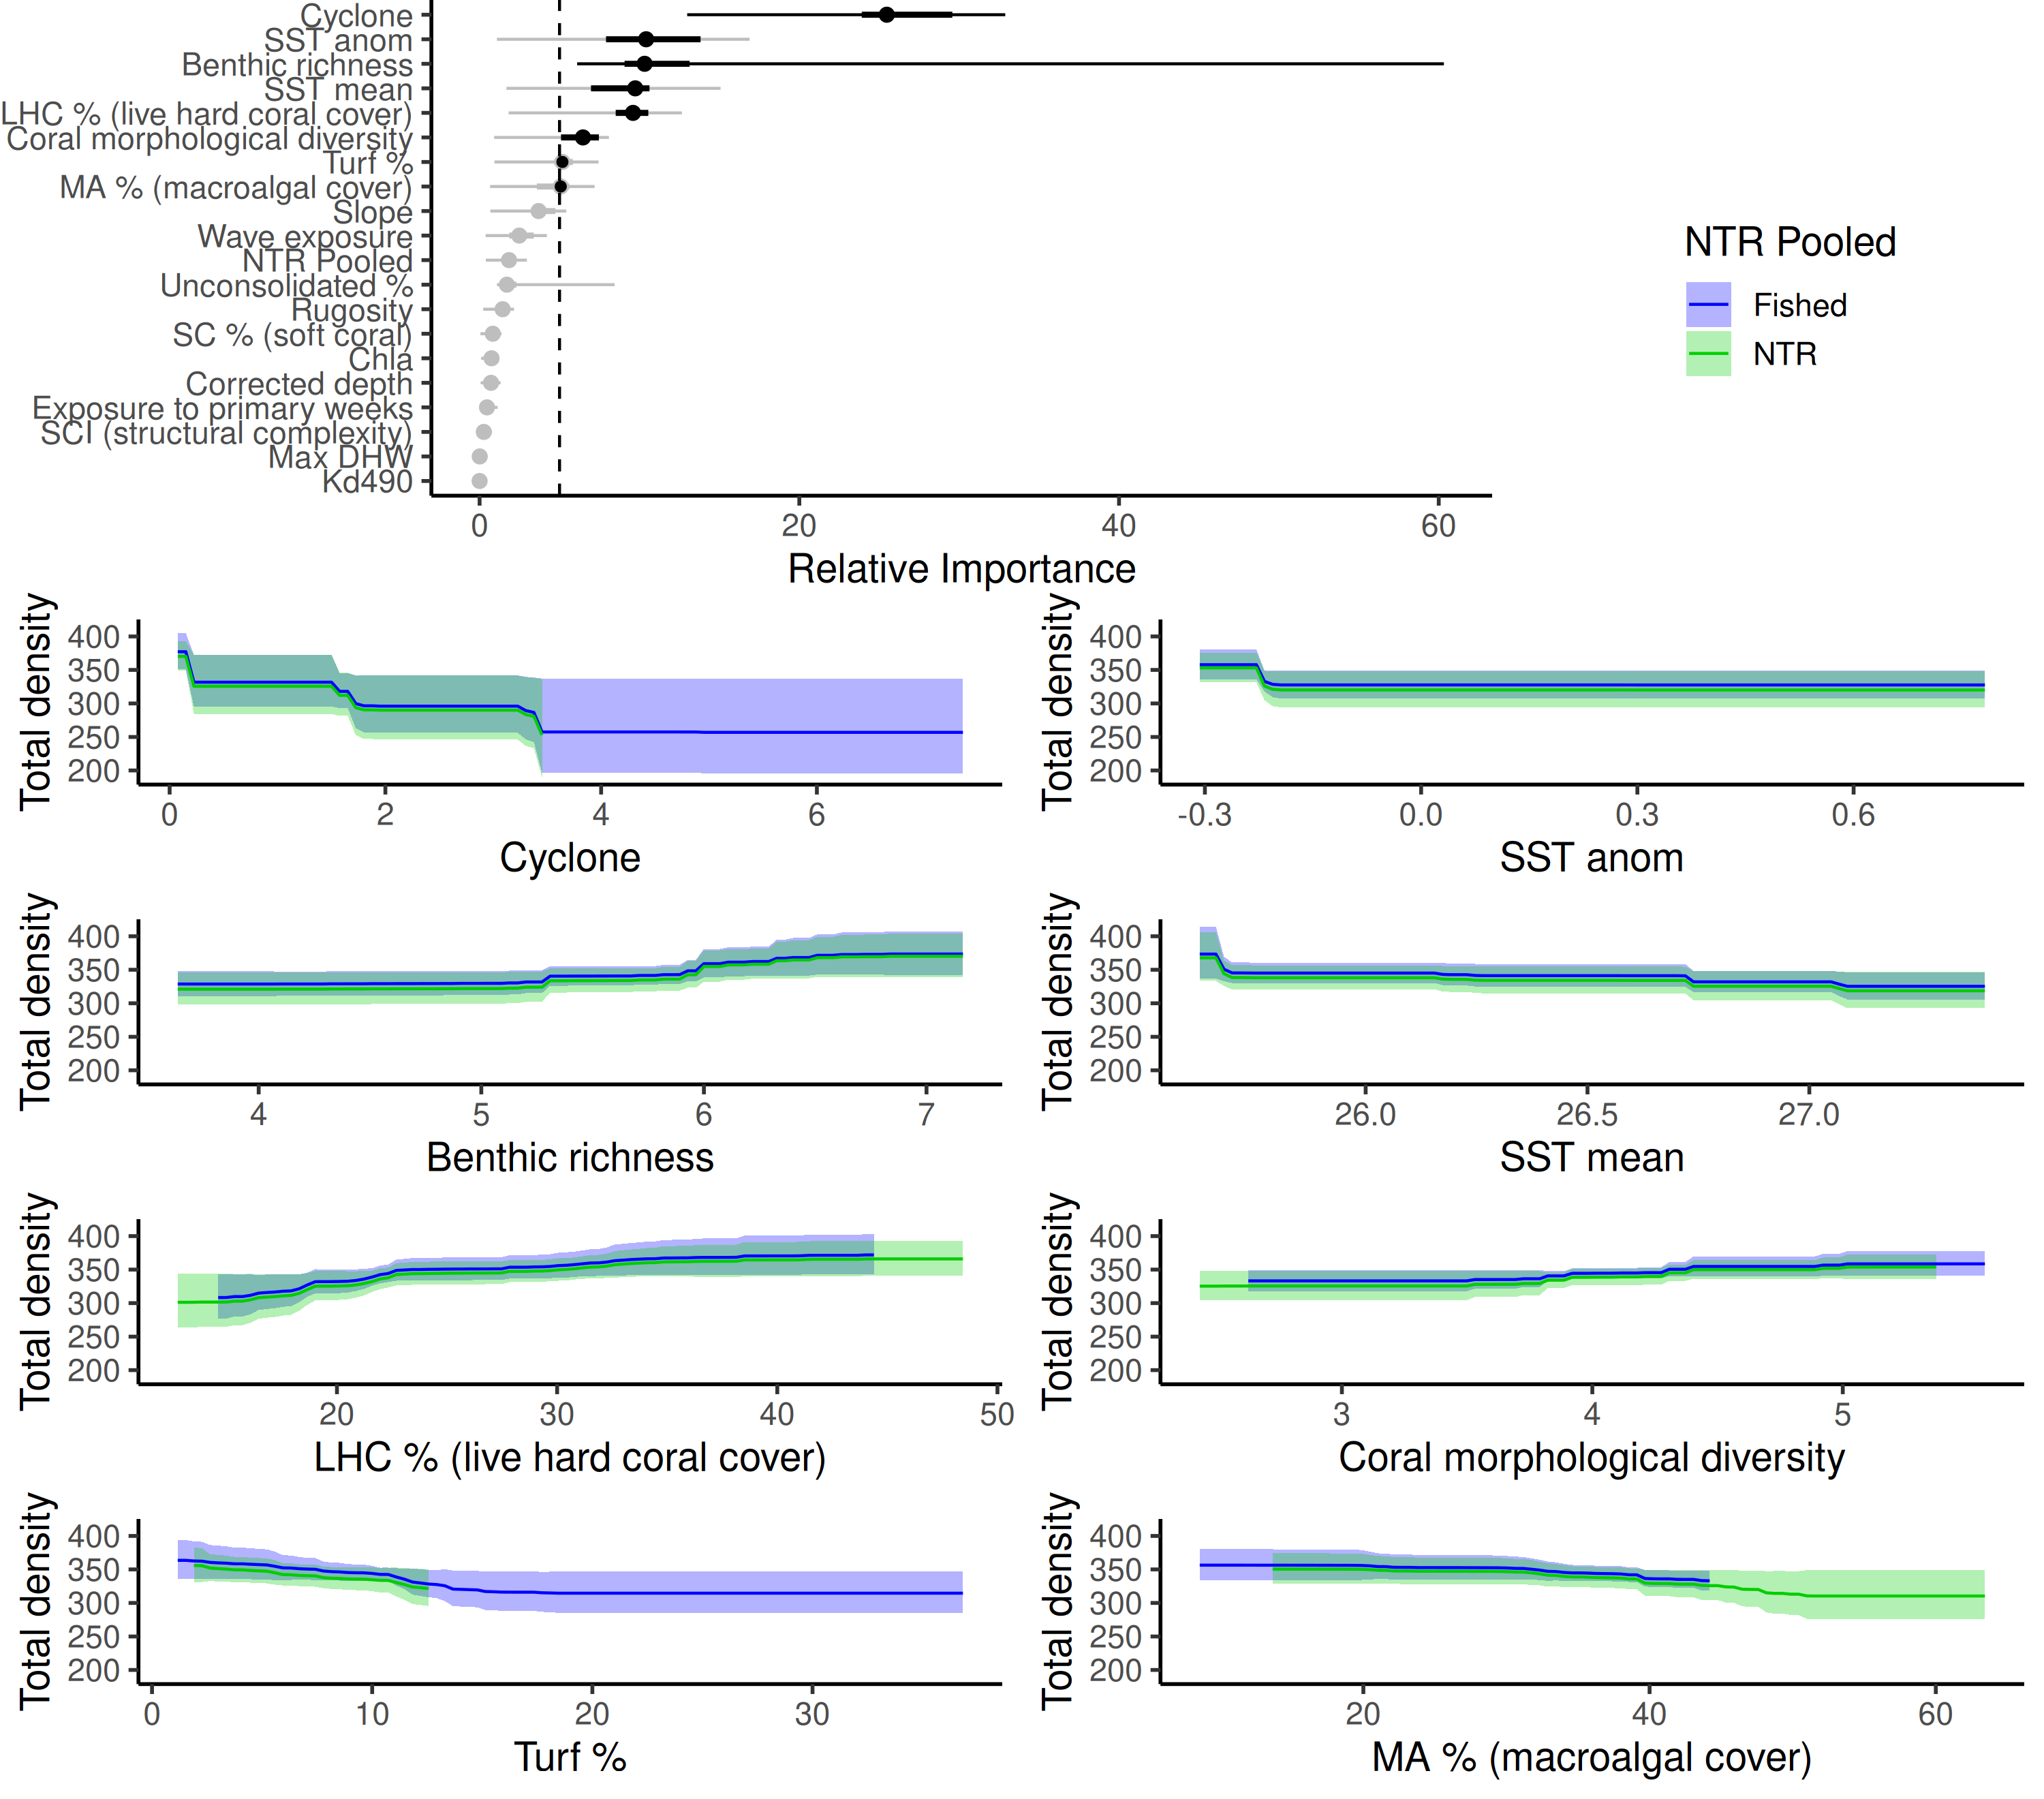 Cyclone
SST anom
Benthic richness
SST mean
LHC % (live hard coral cover)
Coral morphological diversity
Turf %
MA % (macroalgal cover)
Slope
Wave exposure
NTR Pooled
Unconsolidated %
Rugosity
SC % (soft coral)
Chla
Corrected depth
Exposure to primary weeks
SCI (structural complexity)
Max DHW
Kd490
0 20 40 60
Relative Importance
NTR Pooled
Fished
NTR
Total density
400
350
300
250
200
0 2 4 6
Cyclone
Total density
400
350
300
250
200
-0.3 0.0 0.3 0.6
SST anom
Total density
400
350
300
250
200
4 5 6 7
Benthic richness
Total density
400
350
300
250
200
26.0 26.5 27.0
SST mean
Total density
400
350
300
250
200
20 30 40 50
LHC % (live hard coral cover)
Total density
400
350
300
250
200
3 4 5
Coral morphological diversity
Total density
400
350
300
250
200
0 10 20 30
Turf %
Total density
400
350
300
250
200
20 40 60
MA % (macroalgal cover)